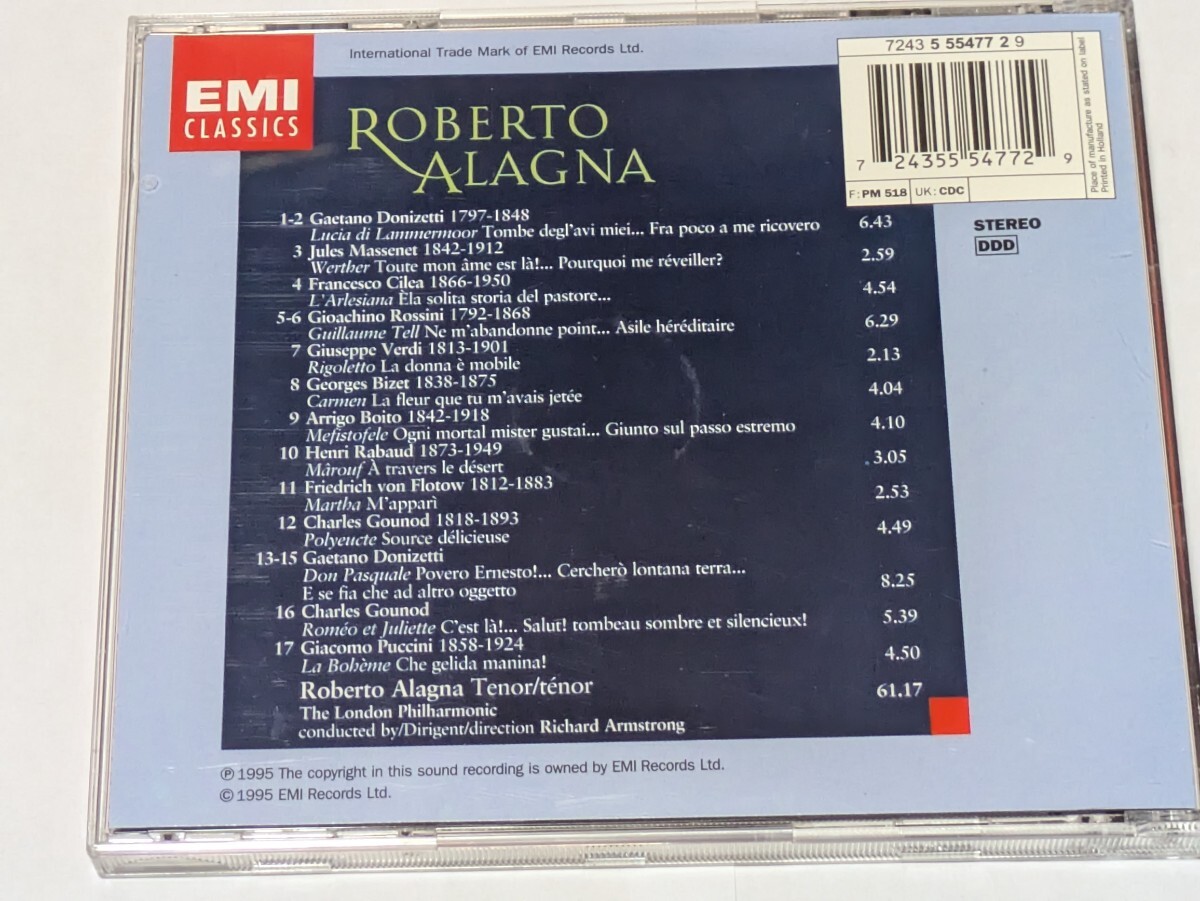 International Trade Mark of EMI Records Ltd.
EMI
CLASSICS
7243 5 55477 2 9
7 24355 54772 9
F: PM 518 UK: CDC
Place of manufacture as stated on label
Printed in Holland
ROBERTO
ALAGNA
STEREO
DDD
1-2 Gaetano Donizetti 1797-1848
Lucia di Lammermoor Tombe degl'avi miei... Fra poco a me ricovero 6.43
3 Jules Massenet 1842-1912
Werther Toute mon âme est là!... Pourquoi me réveiller? 2.59
4 Francesco Cilea 1866-1950
L'Arlesiana Èla solita storia del pastore... 4.54
5-6 Gioachino Rossini 1792-1868
Guillaume Tell Ne m'abandonne point... Asile héréditaire 6.29
7 Giuseppe Verdi 1813-1901
Rigoletto La donna è mobile 2.13
8 Georges Bizet 1838-1875
Carmen La fleur que tu m'avais jetée 4.04
9 Arrigo Boito 1842-1918
Mefistofele Ogni mortal mister gustai... Giunto sul passo estremo 4.10
10 Henri Rabaud 1873-1949
Mârouf À travers le désert 3.05
11 Friedrich von Flotow 1812-1883
Martha M'apparì 2.53
12 Charles Gounod 1818-1893
Polyeucte Source délicieuse 4.49
13-15 Gaetano Donizetti
Don Pasquale Povero Ernesto!... Cercherò lontana terra...
E se fia che ad altro oggetto 8.25
16 Charles Gounod
Roméo et Juliette C'est là!... Salut! tombeau sombre et silencieux! 5.39
17 Giacomo Puccini 1858-1924
La Bohème Che gelida manina! 4.50
Roberto Alagna Tenor/ténor 61.17
The London Philharmonic
conducted by/Dirigent/direction Richard Armstrong
℗ 1995 The copyright in this sound recording is owned by EMI Records Ltd.
© 1995 EMI Records Ltd.